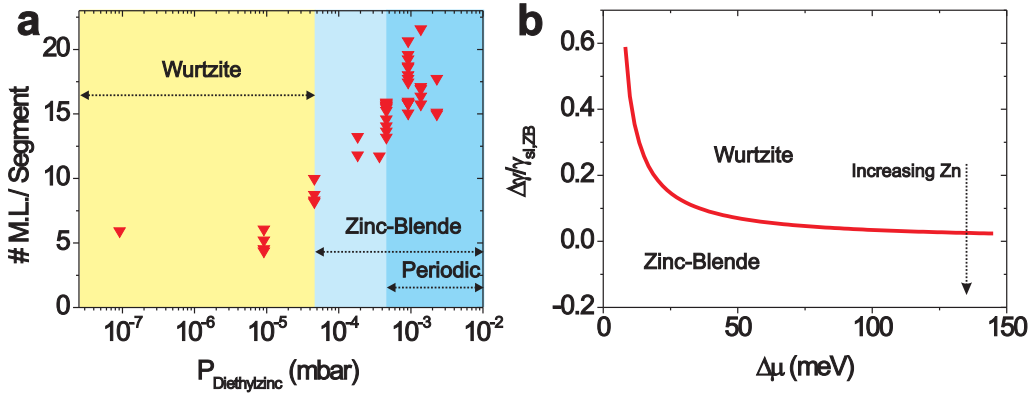 a
# M.L./ Segment
20
15
10
5
0
Wurtzite
Zinc-Blende
Periodic
10⁻⁷ 10⁻⁶ 10⁻⁵ 10⁻⁴ 10⁻³ 10⁻²
P_Diethylzinc (mbar)
b
Δγ/γ_sl,ZB
0.6
0.4
0.2
0.0
-0.2
Wurtzite
Increasing Zn
Zinc-Blende
0 50 100 150
Δμ (meV)